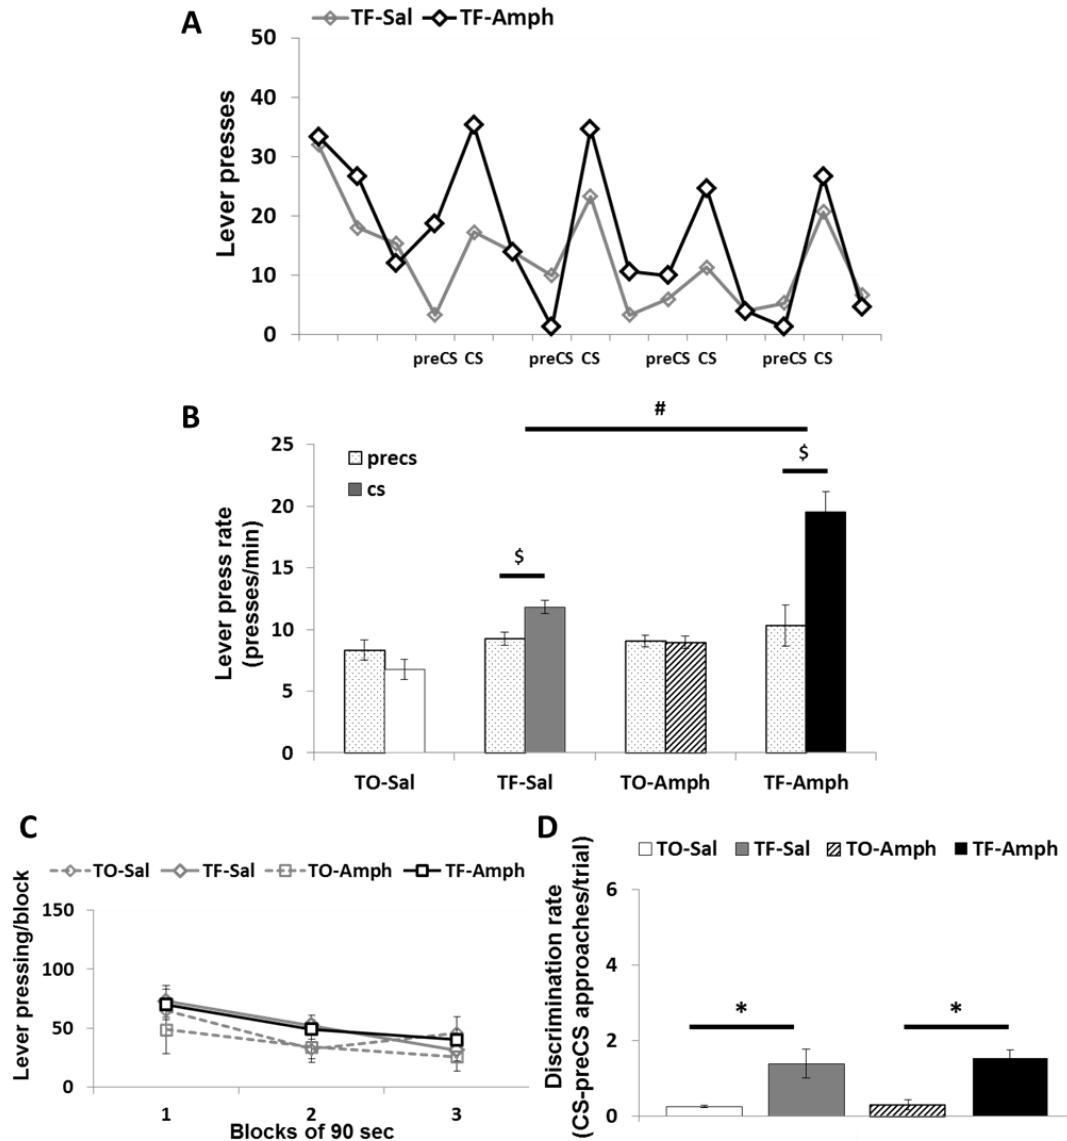 A
TF-Sal TF-Amph
Lever presses
50
40
30
20
10
0
preCS CS preCS CS preCS CS preCS CS
B
#
Lever press rate
(presses/min)
25
20
15
10
5
0
precs
cs
$
$
TO-Sal TF-Sal TO-Amph TF-Amph
C
TO-Sal TF-Sal TO-Amph TF-Amph
Lever pressing/block
150
100
50
0
1 2 3
Blocks of 90 sec
D
TO-Sal TF-Sal TO-Amph TF-Amph
Discrimination rate
(CS-preCS approaches/trial)
6
4
2
0
* *